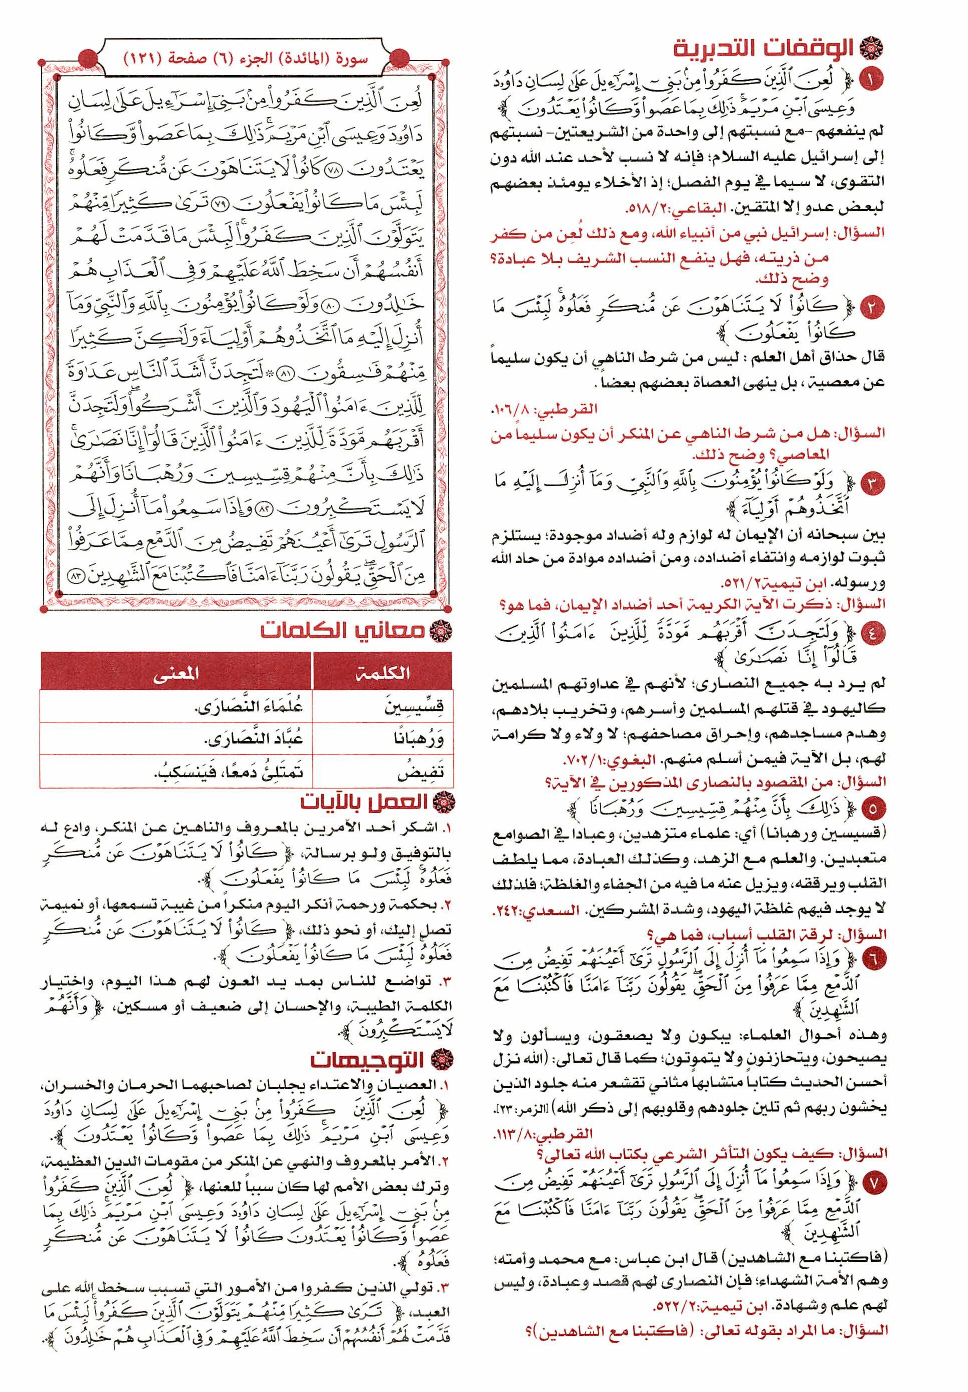 الوقفات التدبرية
١ ﴿ لُعِنَ ٱلَّذِينَ كَفَرُوا۟ مِنۢ بَنِىٓ إِسْرَٰٓءِيلَ عَلَىٰ لِسَانِ دَاوُۥدَ
وَعِيسَى ٱبْنِ مَرْيَمَ ۚ ذَٰلِكَ بِمَا عَصَوا۟ وَّكَانُوا۟ يَعْتَدُونَ ﴾
لم ينفعهم -مع نسبتهم إلى واحدة من الشريعتين- نسبتهم
إلى إسرائيل عليه السلام؛ فإنه لا نسب لأحد عند الله دون
التقوى، لا سيما في يوم الفصل؛ إذ الأخلاء يومئذ بعضهم
لبعض عدو إلا المتقين. البقاعي:٥١٨/٢.
السؤال: إسرائيل نبي من أنبياء الله، ومع ذلك لُعِن من كفر
من ذريته، فهل ينفع النسب الشريف بلا عبادة؟
وضح ذلك.
٢ ﴿ كَانُوا۟ لَا يَتَنَاهَوْنَ عَن مُّنكَرٍ فَعَلُوهُ ۚ لَبِئْسَ مَا
كَانُوا۟ يَفْعَلُونَ ﴾
قال حذاق أهل العلم : ليس من شرط الناهي أن يكون سليماً
عن معصية ، بل ينهى العصاة بعضهم بعضاً .
القرطبي: ١٠٦/٨.
السؤال: هل من شرط الناهي عن المنكر أن يكون سليماً من
المعاصي؟ وضح ذلك.
٣ ﴿ وَلَوْ كَانُوا۟ يُؤْمِنُونَ بِٱللَّهِ وَٱلنَّبِىِّ وَمَآ أُنزِلَ إِلَيْهِ مَا
ٱتَّخَذُوهُمْ أَوْلِيَآءَ ﴾
بين سبحانه أن الإيمان له لوازم وله أضداد موجودة؛ يستلزم
ثبوت لوازمه وانتفاء أضداده، ومن أضداده موادة من حاد الله
ورسوله. ابن تيمية:٥٢١/٢.
السؤال: ذكرت الآية الكريمة أحد أضداد الإيمان، فما هو؟
٤ ﴿ وَلَتَجِدَنَّ أَقْرَبَهُم مَّوَدَّةً لِّلَّذِينَ ءَامَنُوا۟ ٱلَّذِينَ
قَالُوٓا۟ إِنَّا نَصَٰرَىٰ ﴾
لم يرد به جميع النصارى؛ لأنهم في عداوتهم المسلمين
كاليهود في قتلهم المسلمين وأسرهم، وتخريب بلادهم،
وهدم مساجدهم، وإحراق مصاحفهم؛ لا ولاء ولا كرامة
لهم، بل الآية فيمن أسلم منهم. البغوي:٧٠٢/١.
السؤال: من المقصود بالنصارى المذكورين في الآية؟
٥ ﴿ ذَٰلِكَ بِأَنَّ مِنْهُمْ قِسِّيسِينَ وَرُهْبَانًا ﴾
(قسيسين ورهبانا) أي: علماء متزهدين، وعبادا في الصوامع
متعبدين. والعلم مع الزهد، وكذلك العبادة، مما يلطف
القلب ويرققه، ويزيل عنه ما فيه من الجفاء والغلظة؛ فلذلك
لا يوجد فيهم غلظة اليهود، وشدة المشركين. السعدي:٢٤٢.
السؤال: لرقة القلب أسباب، فما هي؟
٦ ﴿ وَإِذَا سَمِعُوا۟ مَآ أُنزِلَ إِلَى ٱلرَّسُولِ تَرَىٰٓ أَعْيُنَهُمْ تَفِيضُ مِنَ
ٱلدَّمْعِ مِمَّا عَرَفُوا۟ مِنَ ٱلْحَقِّ ۖ يَقُولُونَ رَبَّنَآ ءَامَنَّا فَٱكْتُبْنَا مَعَ
ٱلشَّٰهِدِينَ ﴾
وهذه أحوال العلماء: يبكون ولا يصعقون، ويسألون ولا
يصيحون، ويتحازنون ولا يتموتون؛ كما قال تعالى: (الله نزل
أحسن الحديث كتاباً متشابهاً مثاني تقشعر منه جلود الذين
يخشون ربهم ثم تلين جلودهم وقلوبهم إلى ذكر الله) [الزمر: ٢٣].
القرطبي:١١٣/٨.
السؤال: كيف يكون التأثر الشرعي بكتاب الله تعالى؟
٧ ﴿ وَإِذَا سَمِعُوا۟ مَآ أُنزِلَ إِلَى ٱلرَّسُولِ تَرَىٰٓ أَعْيُنَهُمْ تَفِيضُ مِنَ
ٱلدَّمْعِ مِمَّا عَرَفُوا۟ مِنَ ٱلْحَقِّ ۖ يَقُولُونَ رَبَّنَآ ءَامَنَّا فَٱكْتُبْنَا مَعَ
ٱلشَّٰهِدِينَ ﴾
(فاكتبنا مع الشاهدين) قال ابن عباس: مع محمد وأمته؛
وهم الأمة الشهداء؛ فإن النصارى لهم قصد وعبادة، وليس
لهم علم وشهادة. ابن تيمية:٥٢٢/٢.
السؤال: ما المراد بقوله تعالى: (فاكتبنا مع الشاهدين)؟
سورة (المائدة) الجزء (٦) صفحة (١٢١)
لُعِنَ ٱلَّذِينَ كَفَرُوا۟ مِنۢ بَنِىٓ إِسْرَٰٓءِيلَ عَلَىٰ لِسَانِ
دَاوُۥدَ وَعِيسَى ٱبْنِ مَرْيَمَ ۚ ذَٰلِكَ بِمَا عَصَوا۟ وَّكَانُوا۟
يَعْتَدُونَ ٧٨ كَانُوا۟ لَا يَتَنَاهَوْنَ عَن مُّنكَرٍ فَعَلُوهُ ۚ
لَبِئْسَ مَا كَانُوا۟ يَفْعَلُونَ ٧٩ تَرَىٰ كَثِيرًا مِّنْهُمْ
يَتَوَلَّوْنَ ٱلَّذِينَ كَفَرُوا۟ ۚ لَبِئْسَ مَا قَدَّمَتْ لَهُمْ
أَنفُسُهُمْ أَن سَخِطَ ٱللَّهُ عَلَيْهِمْ وَفِى ٱلْعَذَابِ هُمْ
خَٰلِدُونَ ٨٠ وَلَوْ كَانُوا۟ يُؤْمِنُونَ بِٱللَّهِ وَٱلنَّبِىِّ وَمَآ
أُنزِلَ إِلَيْهِ مَا ٱتَّخَذُوهُمْ أَوْلِيَآءَ وَلَٰكِنَّ كَثِيرًا
مِّنْهُمْ فَٰسِقُونَ ٨١ ۞ لَتَجِدَنَّ أَشَدَّ ٱلنَّاسِ عَدَٰوَةً
لِّلَّذِينَ ءَامَنُوا۟ ٱلْيَهُودَ وَٱلَّذِينَ أَشْرَكُوا۟ ۖ وَلَتَجِدَنَّ
أَقْرَبَهُم مَّوَدَّةً لِّلَّذِينَ ءَامَنُوا۟ ٱلَّذِينَ قَالُوٓا۟ إِنَّا نَصَٰرَىٰ ۚ
ذَٰلِكَ بِأَنَّ مِنْهُمْ قِسِّيسِينَ وَرُهْبَانًا وَأَنَّهُمْ
لَا يَسْتَكْبِرُونَ ٨٢ وَإِذَا سَمِعُوا۟ مَآ أُنزِلَ إِلَى
ٱلرَّسُولِ تَرَىٰٓ أَعْيُنَهُمْ تَفِيضُ مِنَ ٱلدَّمْعِ مِمَّا عَرَفُوا۟
مِنَ ٱلْحَقِّ ۖ يَقُولُونَ رَبَّنَآ ءَامَنَّا فَٱكْتُبْنَا مَعَ ٱلشَّٰهِدِينَ ٨٣
معاني الكلمات
الكلمة المعنى
قِسِّيسِينَ عُلَمَاءَ النَّصَارَى.
وَرُهبَانًا عُبَّادَ النَّصَارَى.
تَفِيضُ تَمتَلِئُ دَمعًا، فَيَنسَكِبُ.
العمل بالآيات
١. اشكر أحد الأمرين بالمعروف والناهين عن المنكر، وادع له
بالتوفيق ولو برسالة، ﴿ كَانُوا۟ لَا يَتَنَاهَوْنَ عَن مُّنكَرٍ
فَعَلُوهُ ۚ لَبِئْسَ مَا كَانُوا۟ يَفْعَلُونَ ﴾.
٢. بحكمة ورحمة أنكر اليوم منكراً من غيبة تسمعها، أو نميمة
تصل إليك، أو نحو ذلك، ﴿ كَانُوا۟ لَا يَتَنَاهَوْنَ عَن مُّنكَرٍ
فَعَلُوهُ ۚ لَبِئْسَ مَا كَانُوا۟ يَفْعَلُونَ ﴾.
٣. تواضع للناس بمد يد العون لهم هذا اليوم، واختيار
الكلمة الطيبة، والإحسان إلى ضعيف أو مسكين، ﴿ وَأَنَّهُمْ
لَا يَسْتَكْبِرُونَ ﴾.
التوجيهات
١. العصيان والاعتداء يجلبان لصاحبهما الحرمان والخسران،
﴿ لُعِنَ ٱلَّذِينَ كَفَرُوا۟ مِنۢ بَنِىٓ إِسْرَٰٓءِيلَ عَلَىٰ لِسَانِ دَاوُۥدَ
وَعِيسَى ٱبْنِ مَرْيَمَ ۚ ذَٰلِكَ بِمَا عَصَوا۟ وَّكَانُوا۟ يَعْتَدُونَ ﴾.
٢. الأمر بالمعروف والنهي عن المنكر من مقومات الدين العظيمة،
وترك بعض الأمم لها كان سبباً للعنها، ﴿ لُعِنَ ٱلَّذِينَ كَفَرُوا۟
مِنۢ بَنِىٓ إِسْرَٰٓءِيلَ عَلَىٰ لِسَانِ دَاوُۥدَ وَعِيسَى ٱبْنِ مَرْيَمَ ۚ ذَٰلِكَ بِمَا
عَصَوا۟ وَّكَانُوا۟ يَعْتَدُونَ كَانُوا۟ لَا يَتَنَاهَوْنَ عَن مُّنكَرٍ
فَعَلُوهُ ﴾.
٣. تولي الذين كفروا من الأمور التي تسبب سخط الله على
العبد، ﴿ تَرَىٰ كَثِيرًا مِّنْهُمْ يَتَوَلَّوْنَ ٱلَّذِينَ كَفَرُوا۟ ۚ لَبِئْسَ مَا
قَدَّمَتْ لَهُمْ أَنفُسُهُمْ أَن سَخِطَ ٱللَّهُ عَلَيْهِمْ وَفِى ٱلْعَذَابِ هُمْ خَٰلِدُونَ ﴾.